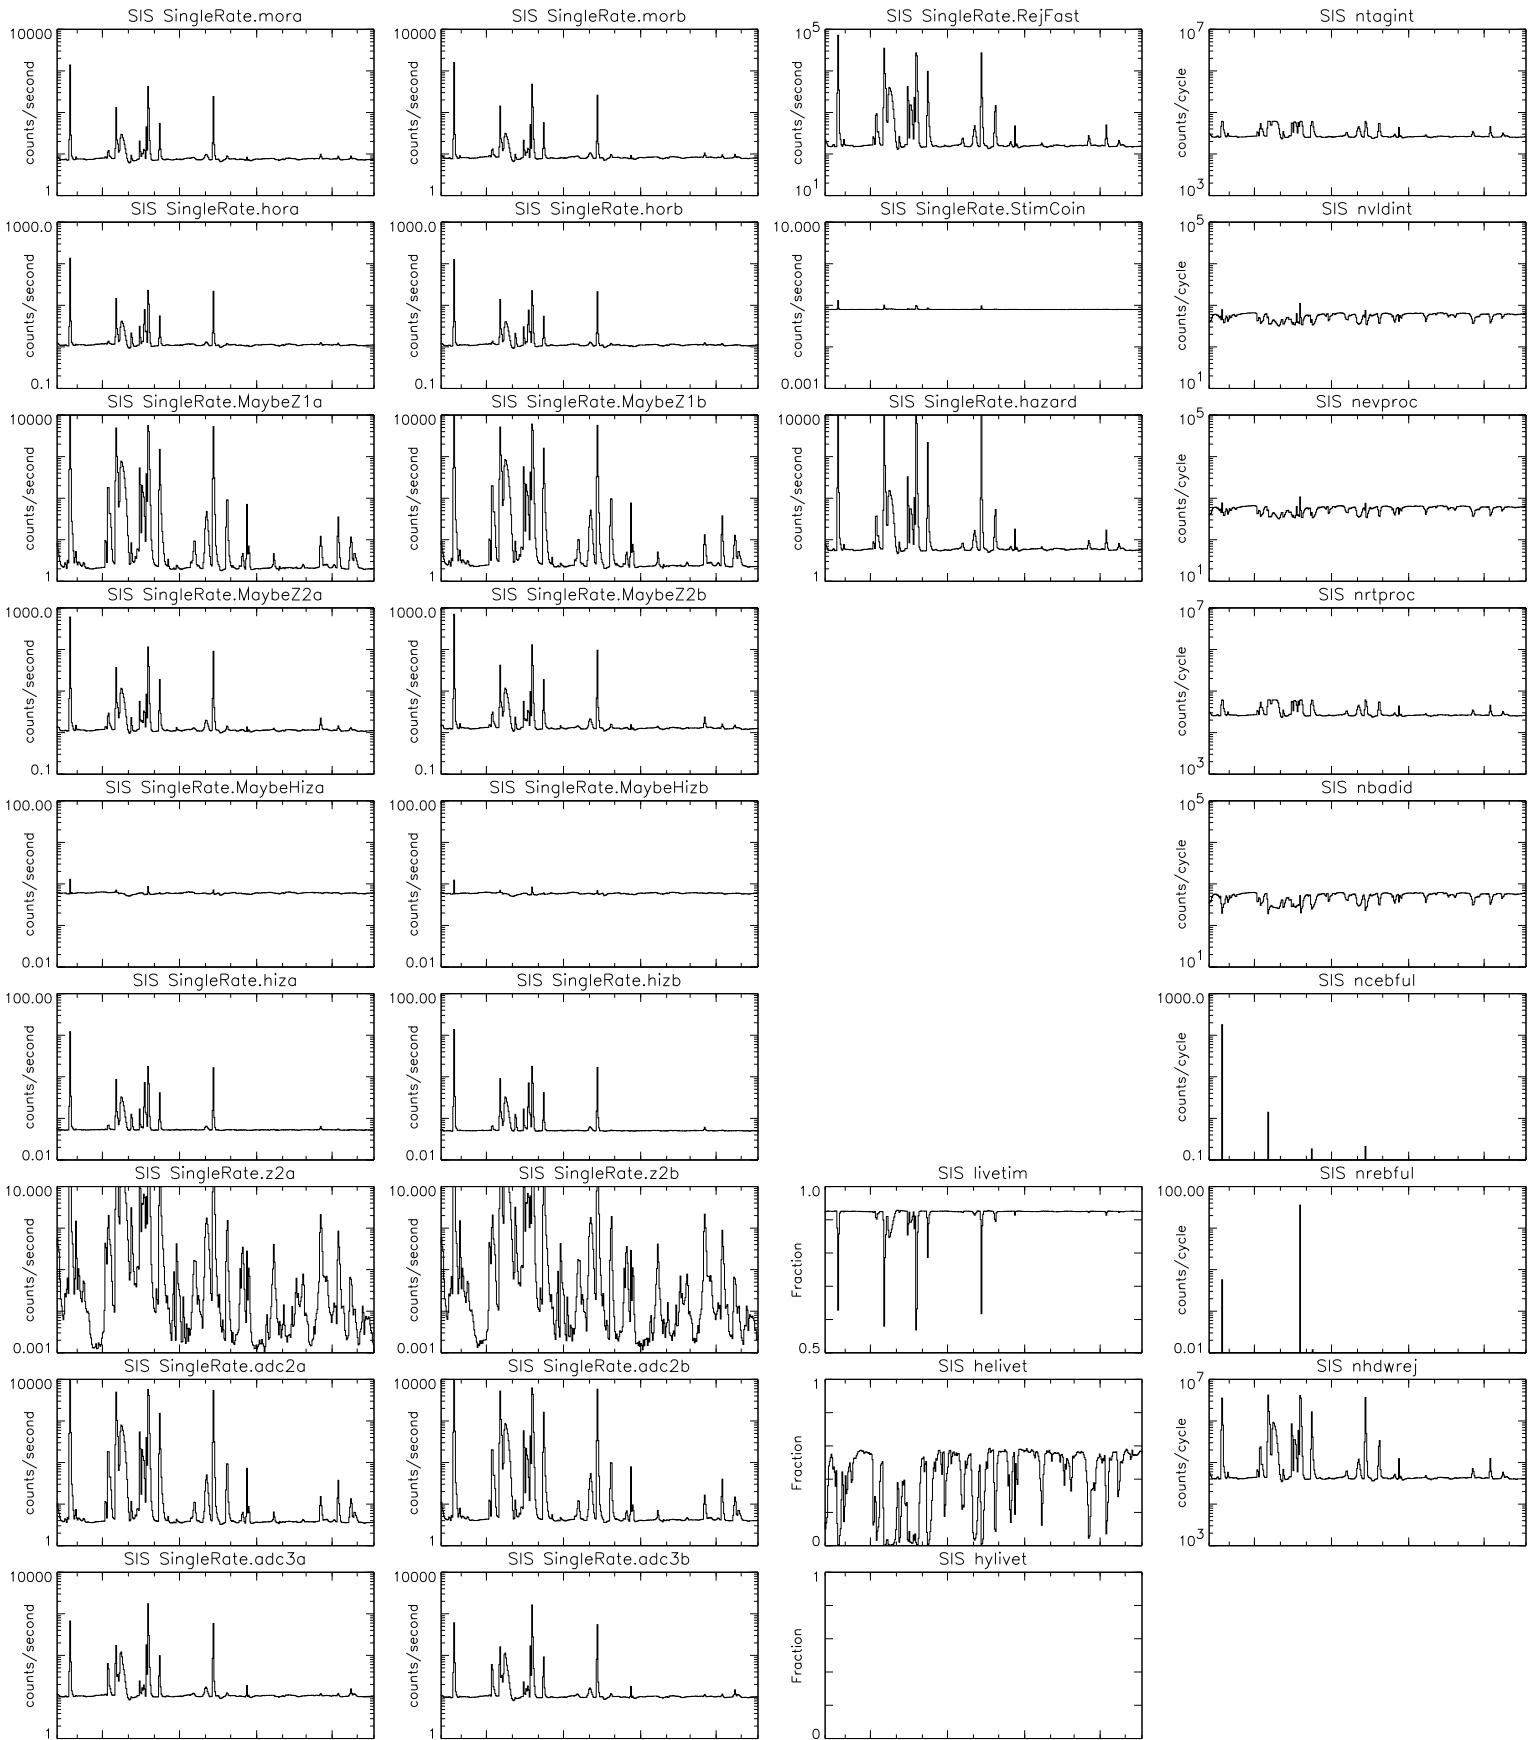 SIS SingleRate.mora SIS SingleRate.morb SIS SingleRate.RejFast SIS ntagint
10000 10000 10^5 10^7
counts/second counts/second counts/second counts/cycle
1 1 10^1 10^3
SIS SingleRate.hora SIS SingleRate.horb SIS SingleRate.StimCoin SIS nvldint
1000.0 1000.0 10.000 10^5
counts/second counts/second counts/second counts/cycle
0.1 0.1 0.001 10^1
SIS SingleRate.MaybeZ1a SIS SingleRate.MaybeZ1b SIS SingleRate.hazard SIS nevproc
10000 10000 10000 10^5
counts/second counts/second counts/second counts/cycle
1 1 1 10^1
SIS SingleRate.MaybeZ2a SIS SingleRate.MaybeZ2b SIS nrtproc
1000.0 1000.0 10^7
counts/second counts/second counts/cycle
0.1 0.1 10^3
SIS SingleRate.MaybeHiza SIS SingleRate.MaybeHizb SIS nbadid
100.00 100.00 10^5
counts/second counts/second counts/cycle
0.01 0.01 10^1
SIS SingleRate.hiza SIS SingleRate.hizb SIS ncebful
100.00 100.00 1000.0
counts/second counts/second counts/cycle
0.01 0.01 0.1
SIS SingleRate.z2a SIS SingleRate.z2b SIS livetim SIS nrebful
10.000 10.000 1.0 100.00
counts/second counts/second Fraction counts/cycle
0.001 0.001 0.5 0.01
SIS SingleRate.adc2a SIS SingleRate.adc2b SIS helivet SIS nhdwrej
10000 10000 1 10^7
counts/second counts/second Fraction counts/cycle
1 1 0 10^3
SIS SingleRate.adc3a SIS SingleRate.adc3b SIS hylivet
10000 10000 1
counts/second counts/second Fraction
1 1 0